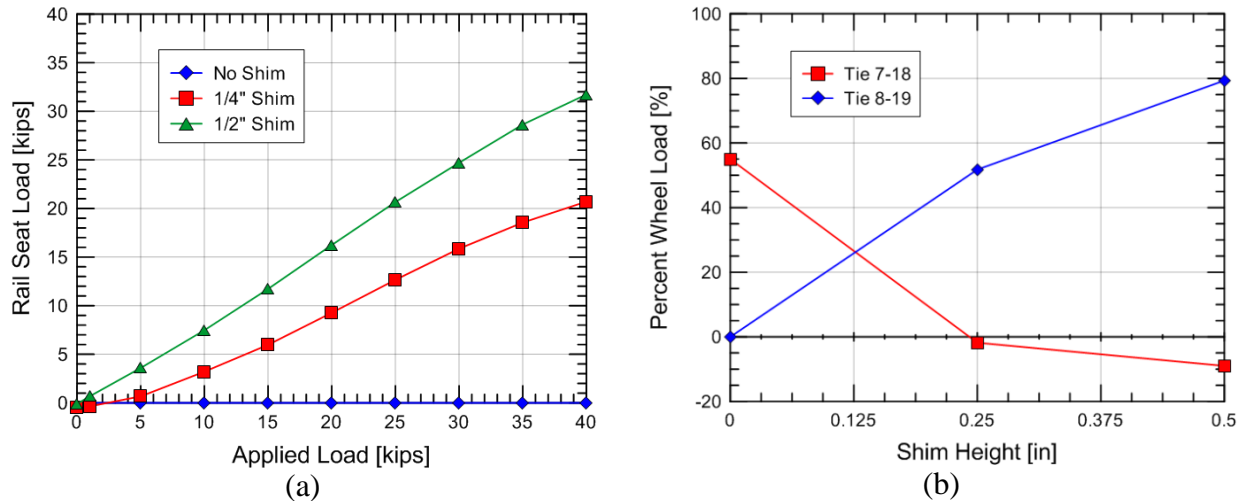 40
35
30
25
20
15
10
5
0
Rail Seat Load [kips]
No Shim
1/4" Shim
1/2" Shim
0 5 10 15 20 25 30 35 40
Applied Load [kips]
(a)
100
80
60
40
20
0
-20
Percent Wheel Load [%]
Tie 7-18
Tie 8-19
0 0.125 0.25 0.375 0.5
Shim Height [in]
(b)